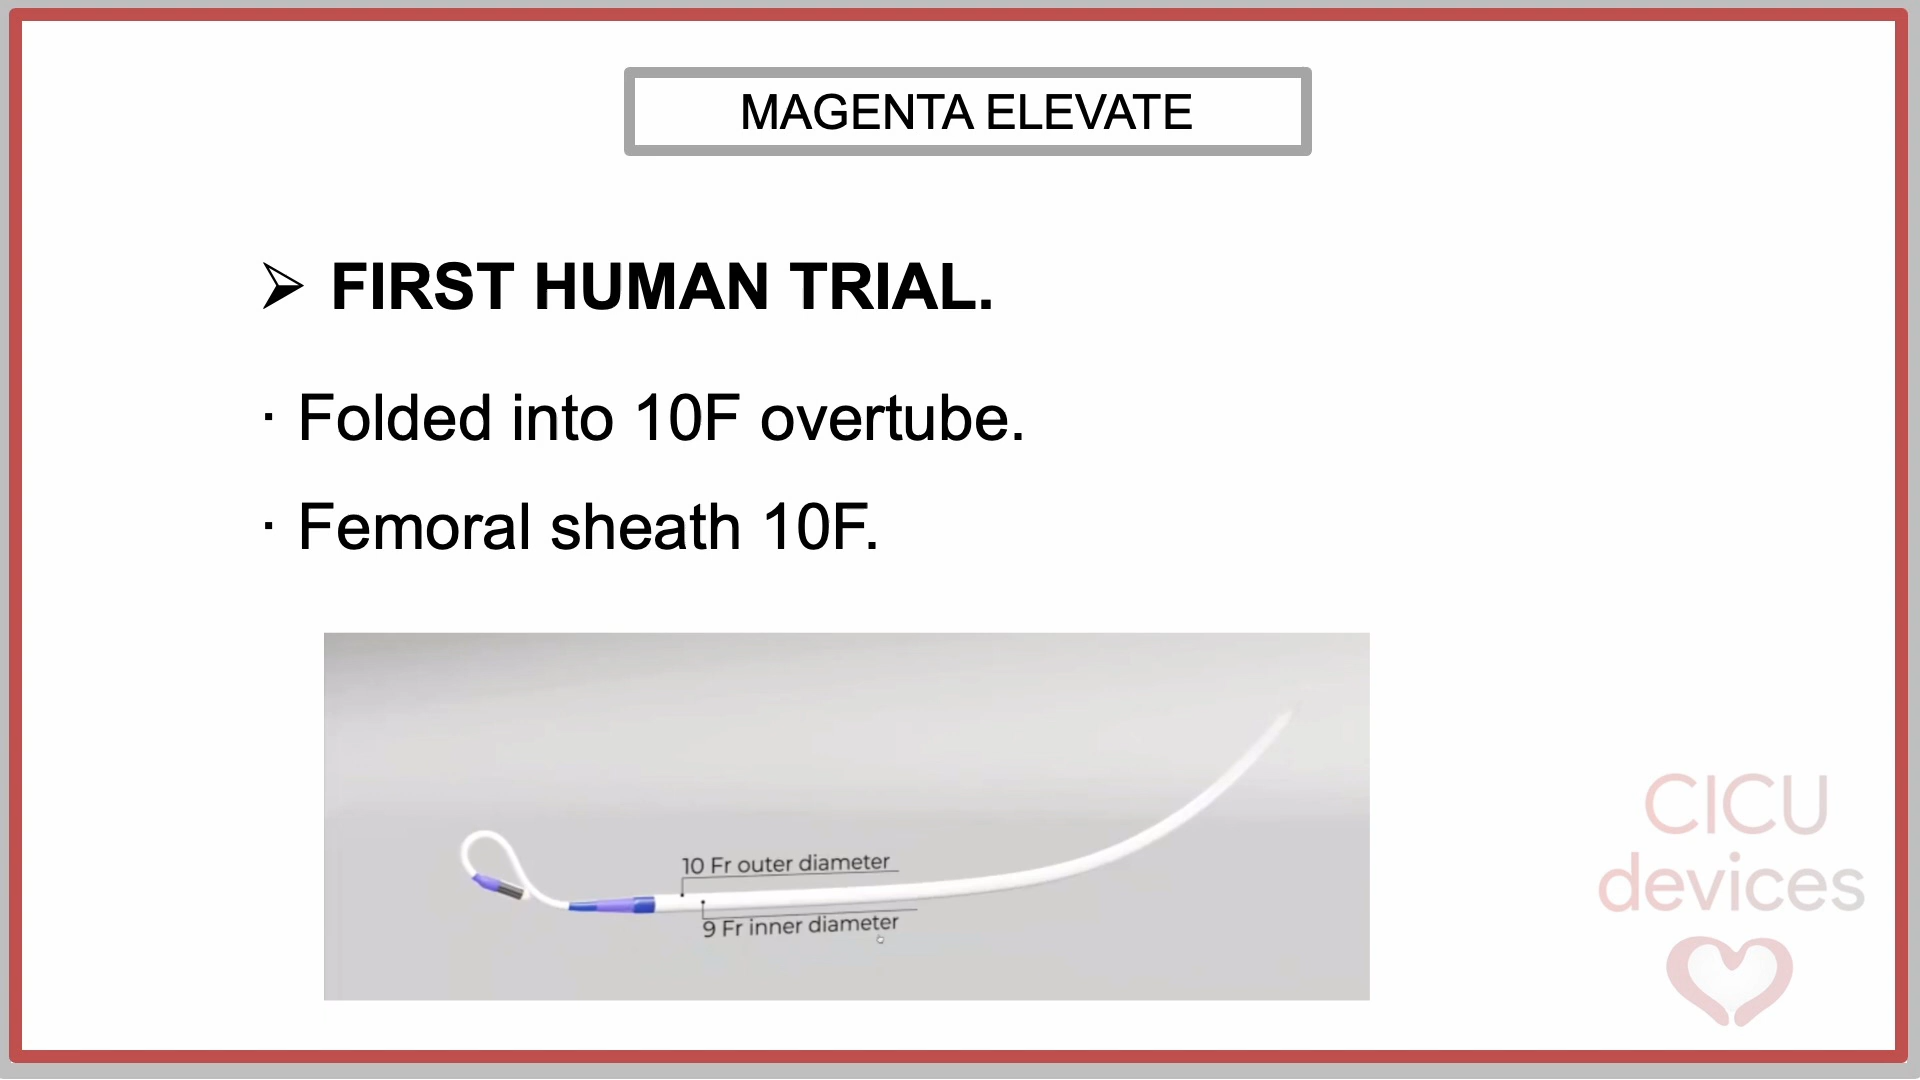 MAGENTA ELEVATE
➢ FIRST HUMAN TRIAL.
· Folded into 10F overtube.
· Femoral sheath 10F.
10 Fr outer diameter
9 Fr inner diameter
CICU
devices